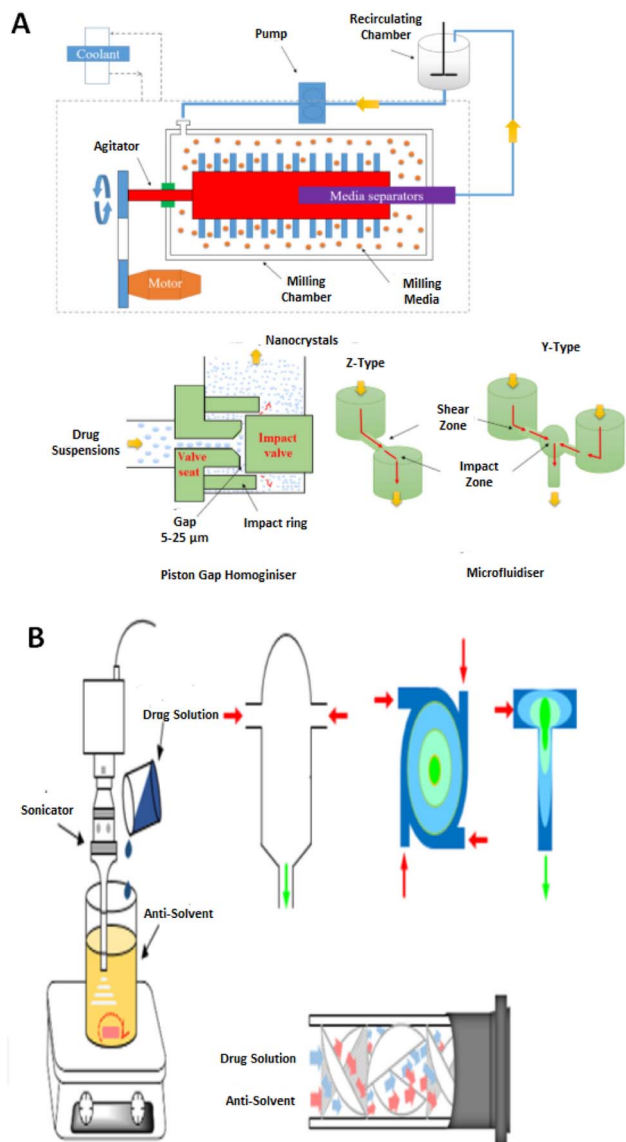 A
Coolant
Pump
Recirculating
Chamber
Agitator
Media separators
Motor
Milling
Chamber
Milling
Media
Nanocrystals
Drug
Suspensions
Valve
seat
Impact
valve
Gap
5-25 µm
Impact ring
Piston Gap Homoginiser
Z-Type
Y-Type
Shear
Zone
Impact
Zone
Microfluidiser
B
Drug Solution
Sonicator
Anti-Solvent
Drug Solution
Anti-Solvent